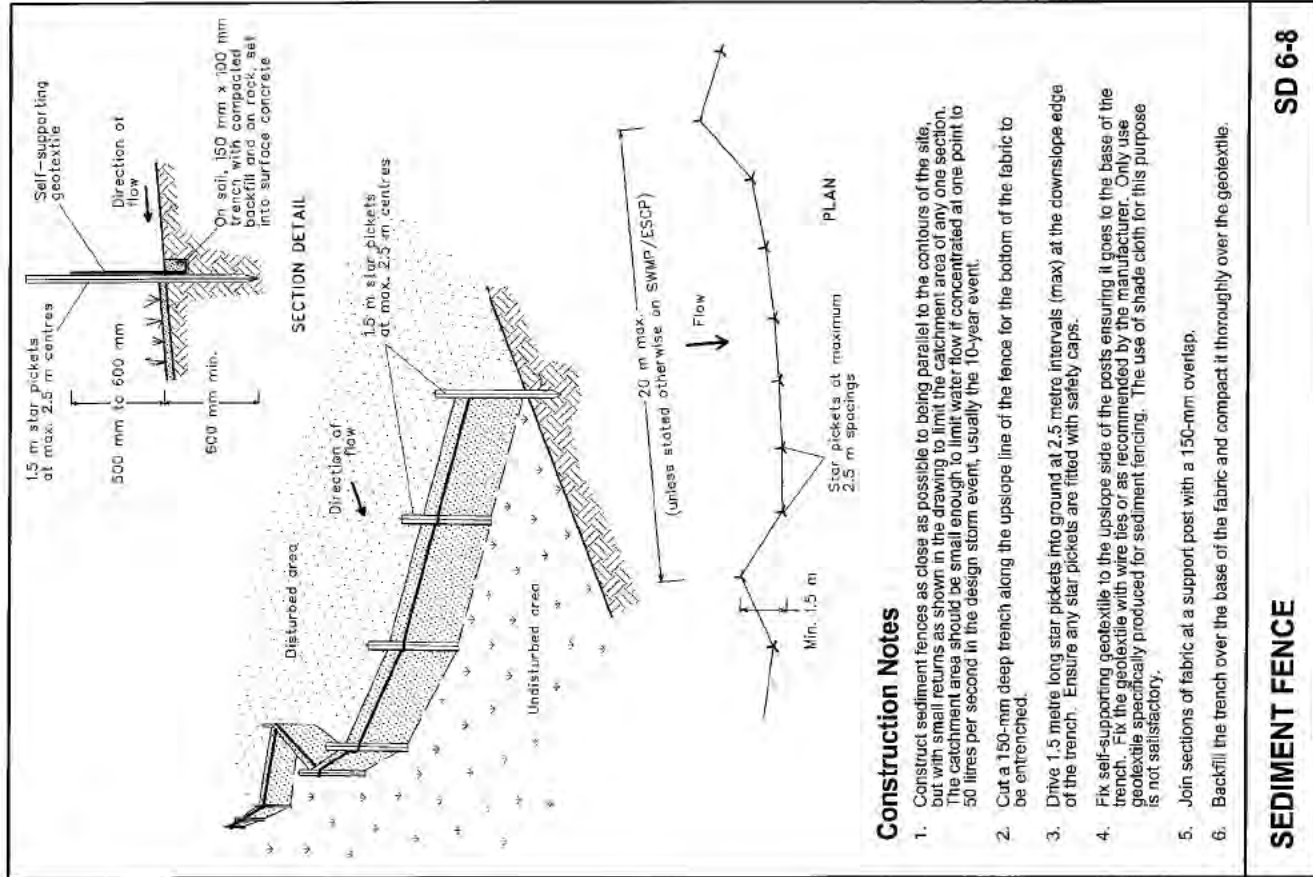 1.5 m star pickets
at max. 2.5 m centres
Self-supporting
geotextile
500 mm to 600 mm
600 mm min.
Direction of
flow
On soil, 150 mm x 100 mm
trench with compacted
backfill and on rock, set
into surface concrete
SECTION DETAIL
Disturbed area
Direction of
flow
1.5 m star pickets
at max. 2.5 m centres
Undisturbed area
20 m max.
(unless stated otherwise on SWMP/ESCP)
Flow
Min. 1.5 m
Star pickets at maximum
2.5 m spacings
PLAN
Construction Notes
1. Construct sediment fences as close as possible to being parallel to the contours of the site,
but with small returns as shown in the drawing to limit the catchment area of any one section.
The catchment area should be small enough to limit water flow if concentrated at one point to
50 litres per second in the design storm event, usually the 10-year event.
2. Cut a 150-mm deep trench along the upslope line of the fence for the bottom of the fabric to
be entrenched.
3. Drive 1.5 metre long star pickets into ground at 2.5 metre intervals (max) at the downslope edge
of the trench. Ensure any star pickets are fitted with safety caps.
4. Fix self-supporting geotextile to the upslope side of the posts ensuring it goes to the base of the
trench. Fix the geotextile with wire ties or as recommended by the manufacturer. Only use
geotextile specifically produced for sediment fencing. The use of shade cloth for this purpose
is not satisfactory.
5. Join sections of fabric at a support post with a 150-mm overlap.
6. Backfill the trench over the base of the fabric and compact it thoroughly over the geotextile.
SEDIMENT FENCE
SD 6-8